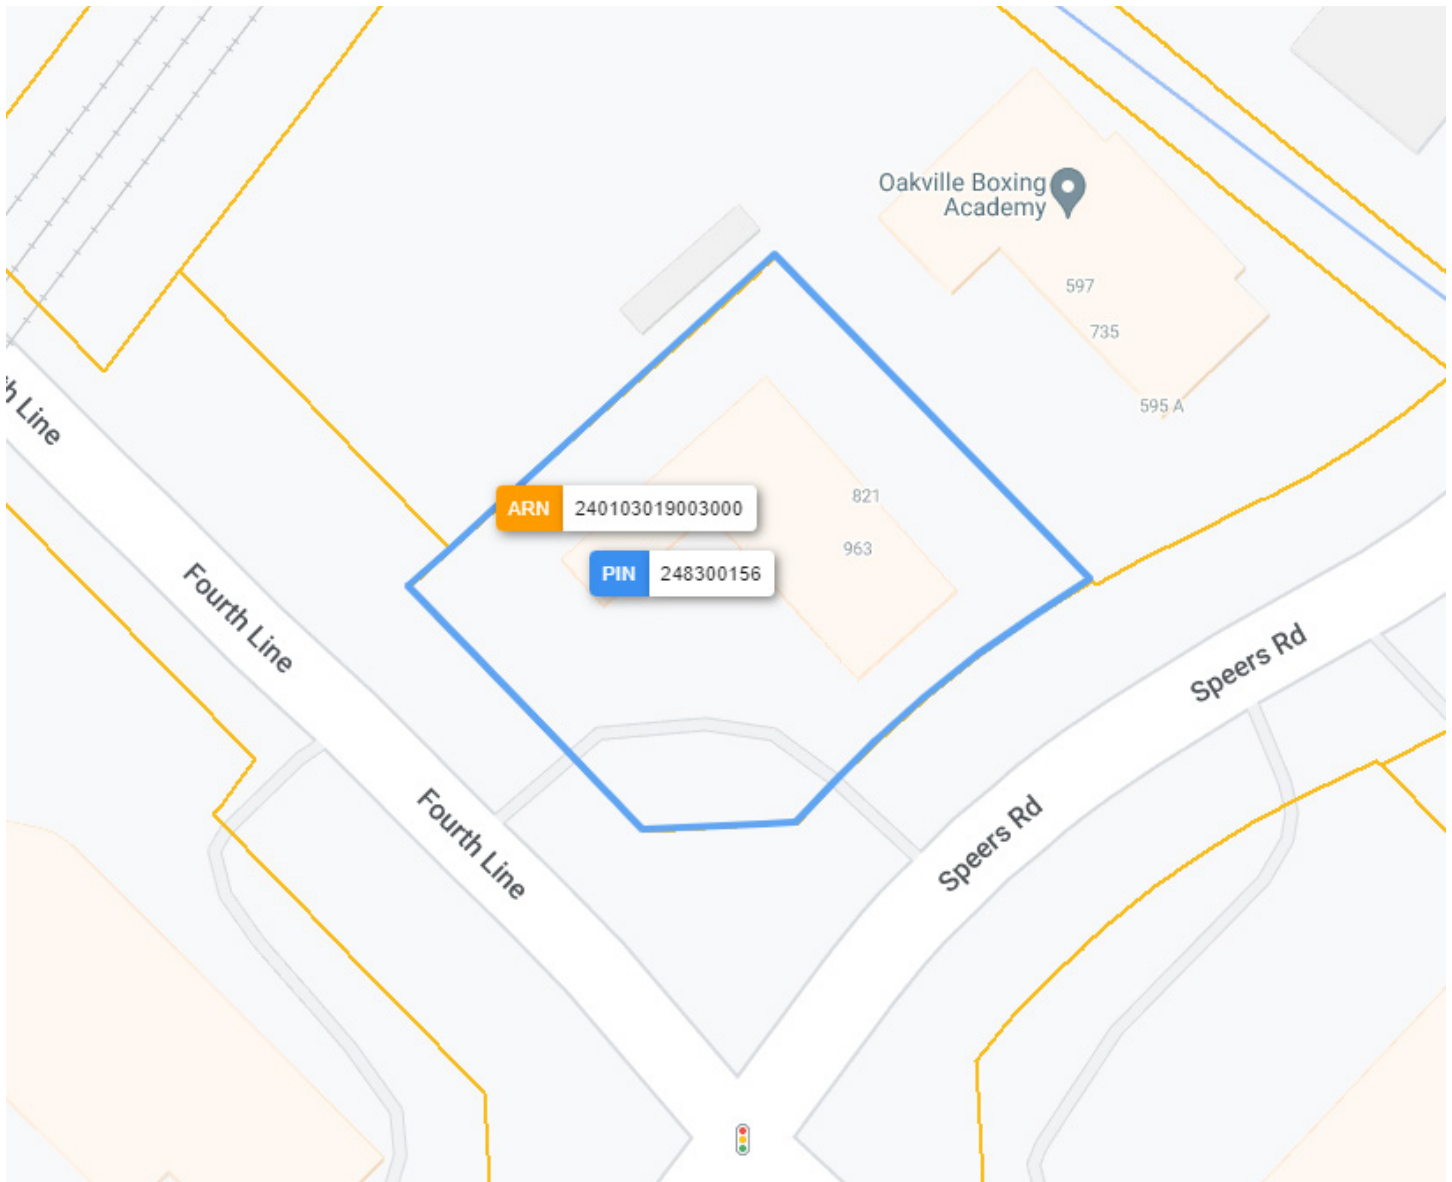 Oakville Boxing
Academy
597
735
595 A
h Line
821
ARN 240103019003000
963
PIN 248300156
Fourth Line
Speers Rd
Fourth Line
Speers Rd